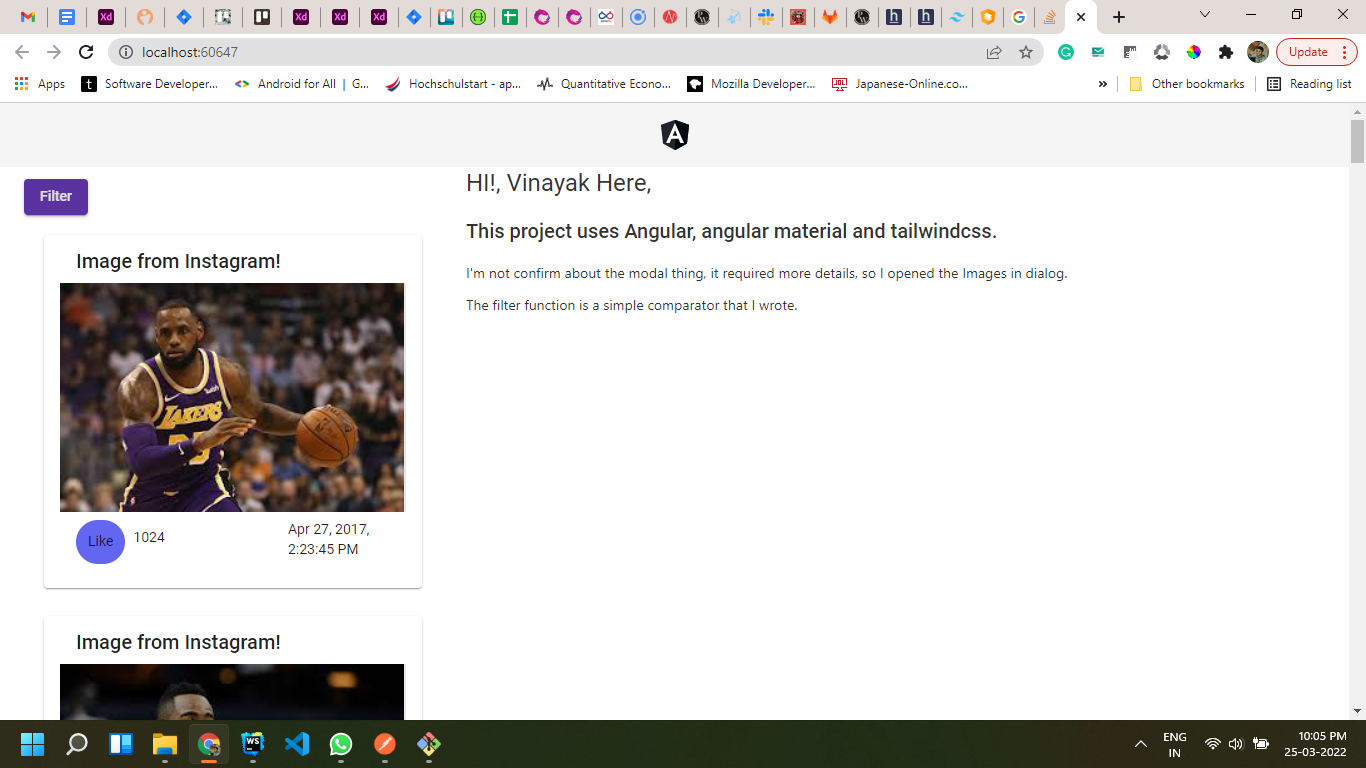 localhost:60647
Update
Apps
Software Developer...
Android for All | G...
Hochschulstart - ap...
Quantitative Econo...
Mozilla Developer...
Japanese-Online.co...
»
Other bookmarks
Reading list
Filter
HI!, Vinayak Here,
This project uses Angular, angular material and tailwindcss.
I'm not confirm about the modal thing, it required more details, so I opened the Images in dialog.
The filter function is a simple comparator that I wrote.
Image from Instagram!
LAKERS
Like
1024
Apr 27, 2017,
2:23:45 PM
Image from Instagram!
ENG
IN
10:05 PM
25-03-2022